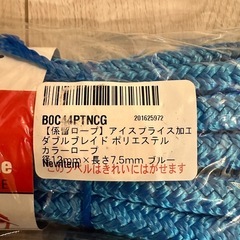 B0C44PTNCG 201625972
【係留ロープ】アイスプライス加工
ダブルブレイド ポリエステル
カラーロープ
径12mm×長さ7.5mm ブルー
Newitem
このラベルはきれいにはがせます